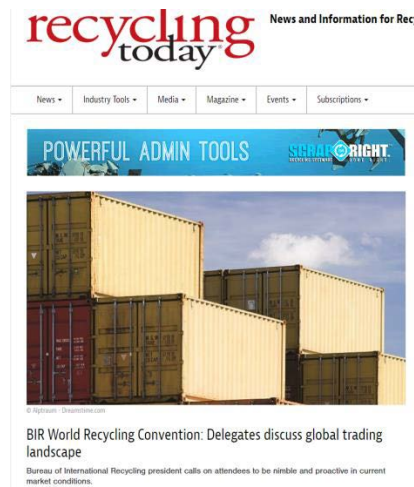 recycling
today
News and Information for Rec
News
Industry Tools
Media
Magazine
Events
Subscriptions
POWERFUL ADMIN TOOLS
SCRAP RIGHT
© Alptraum - Dreamstime.com
BIR World Recycling Convention: Delegates discuss global trading
landscape
Bureau of International Recycling president calls on attendees to be nimble and proactive in current
market conditions.